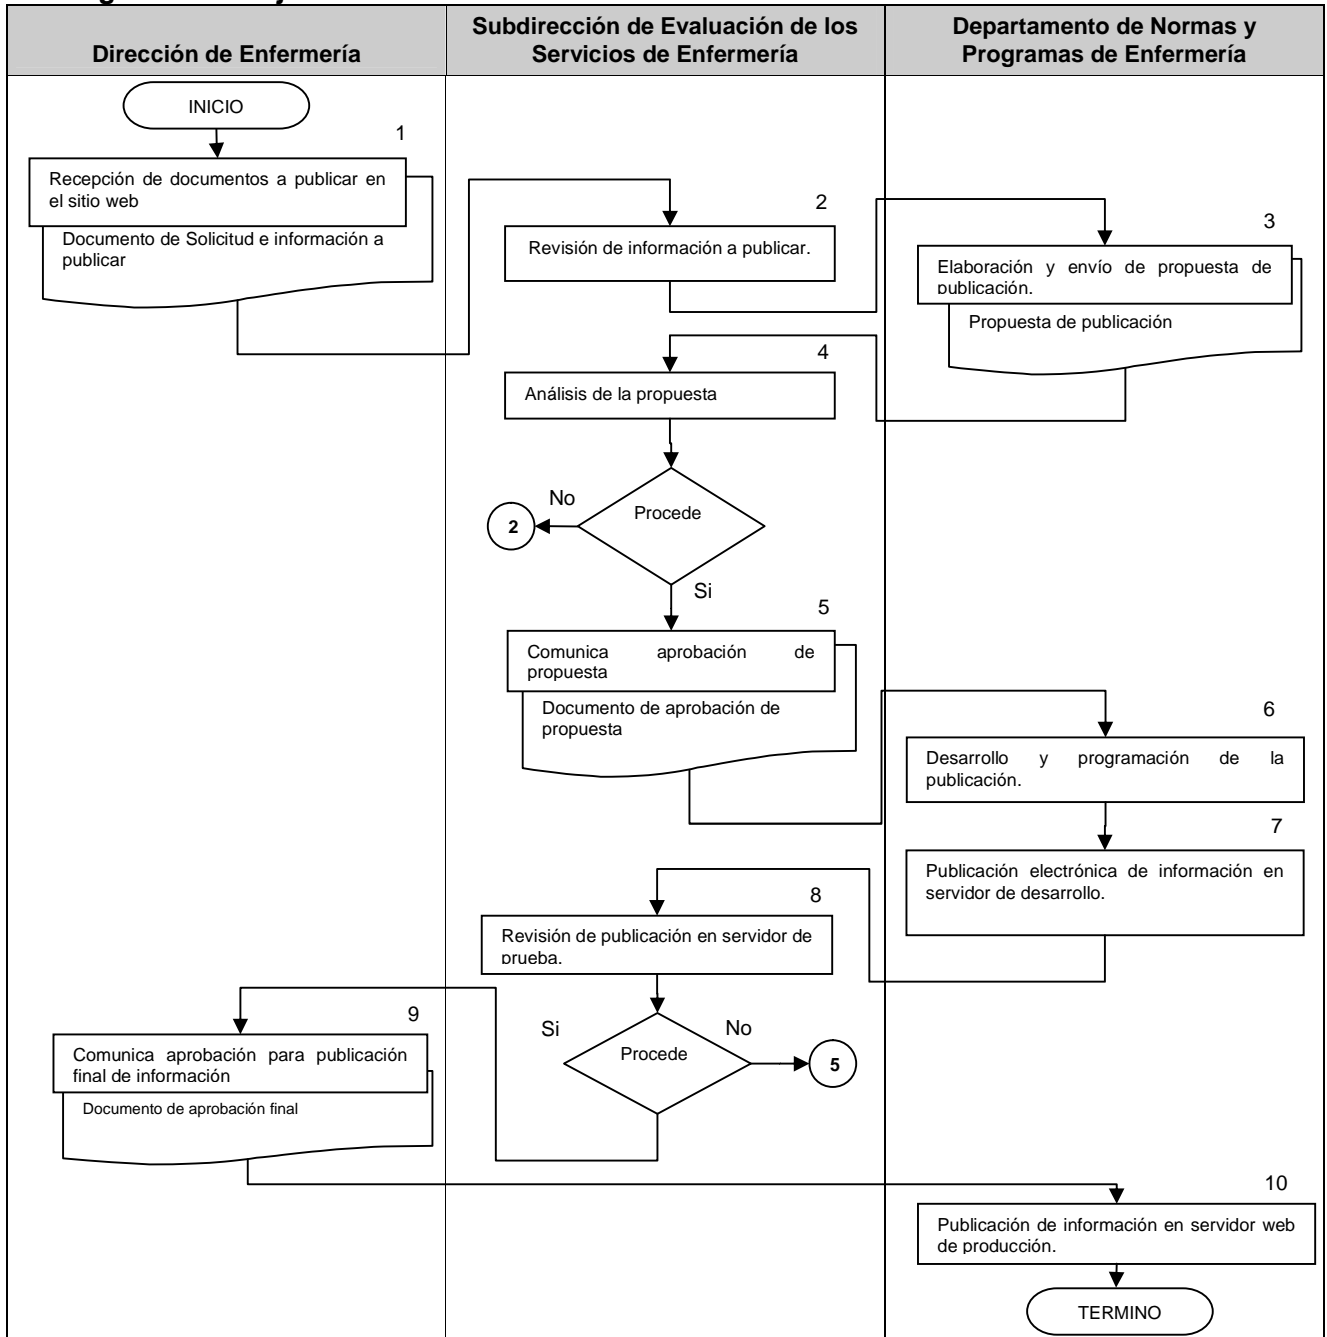 Dirección de Enfermería
Subdirección de Evaluación de los
Servicios de Enfermería
Departamento de Normas y
Programas de Enfermería
INICIO
1
Recepción de documentos a publicar en
el sitio web
Documento de Solicitud e información a
publicar
2
Revisión de información a publicar.
3
Elaboración y envío de propuesta de
publicación.
Propuesta de publicación
4
Análisis de la propuesta
Procede
No
2
Si
5
Comunica aprobación de
propuesta
Documento de aprobación de
propuesta
6
Desarrollo y programación de la
publicación.
7
Publicación electrónica de información en
servidor de desarrollo.
8
Revisión de publicación en servidor de
prueba.
Procede
Si
No
5
9
Comunica aprobación para publicación
final de información
Documento de aprobación final
10
Publicación de información en servidor web
de producción.
TERMINO